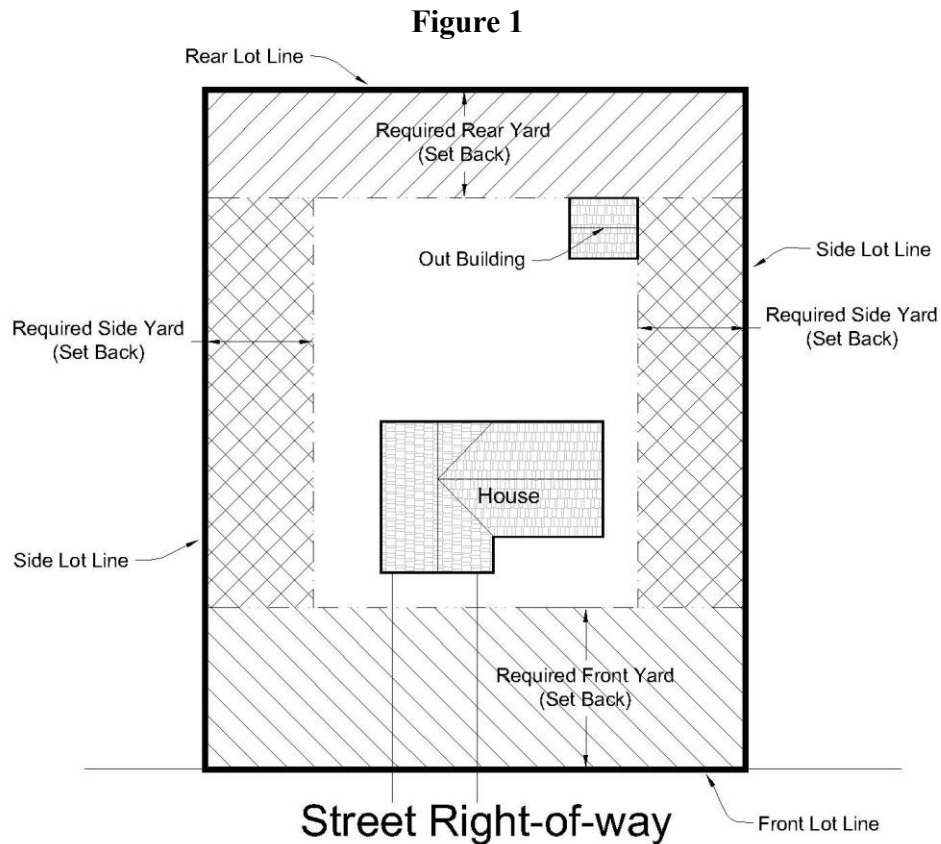 Figure 1
Rear Lot Line
Required Rear Yard
(Set Back)
Out Building
Side Lot Line
Required Side Yard
(Set Back)
Required Side Yard
(Set Back)
House
Side Lot Line
Required Front Yard
(Set Back)
Street Right-of-way
Front Lot Line